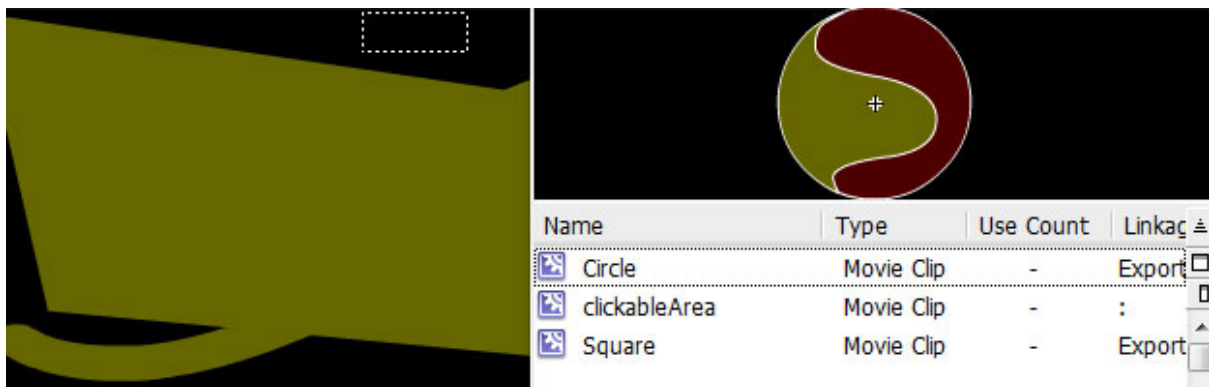 Name Type Use Count Linkag
Circle Movie Clip - Export
clickableArea Movie Clip - :
Square Movie Clip - Export